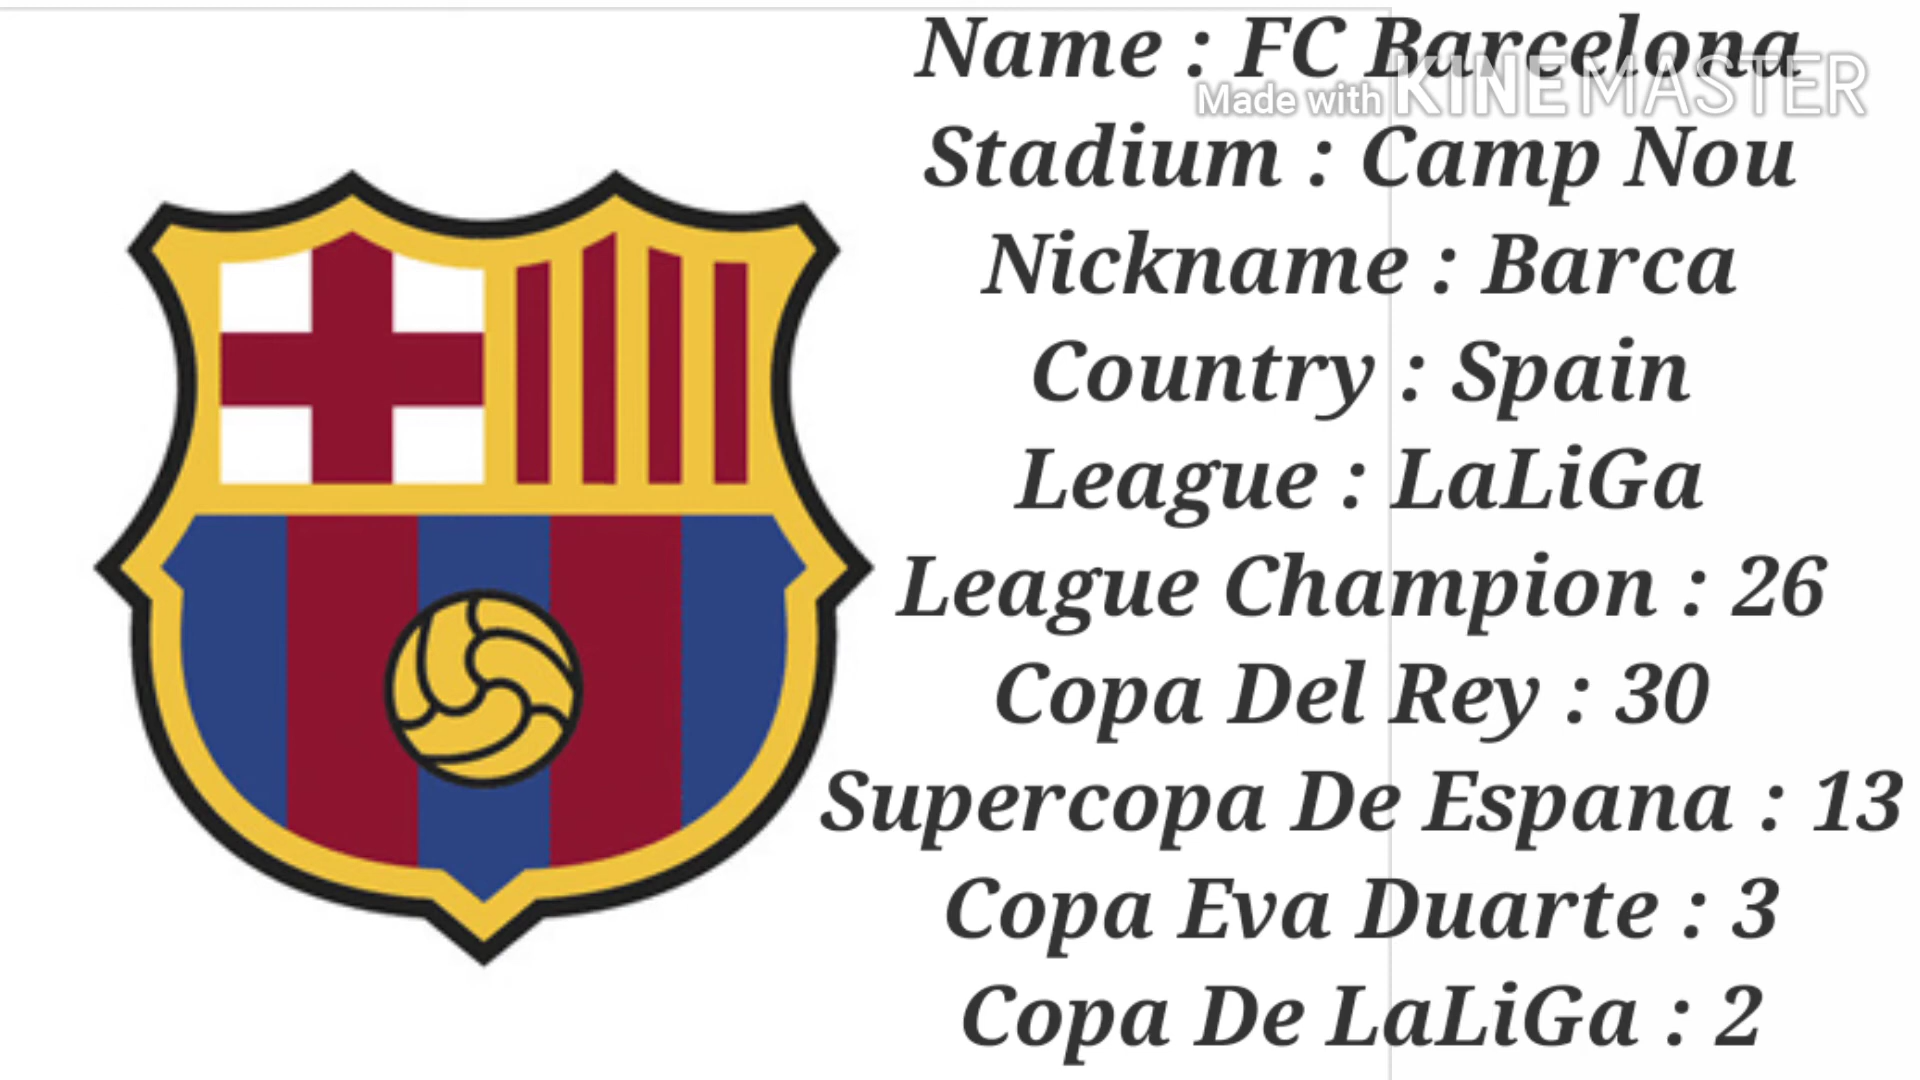 Name : FC Barcelona
Made with KINEMASTER
Stadium : Camp Nou
Nickname : Barca
Country : Spain
League : LaLiGa
League Champion : 26
Copa Del Rey : 30
Supercopa De Espana : 13
Copa Eva Duarte : 3
Copa De LaLiGa : 2